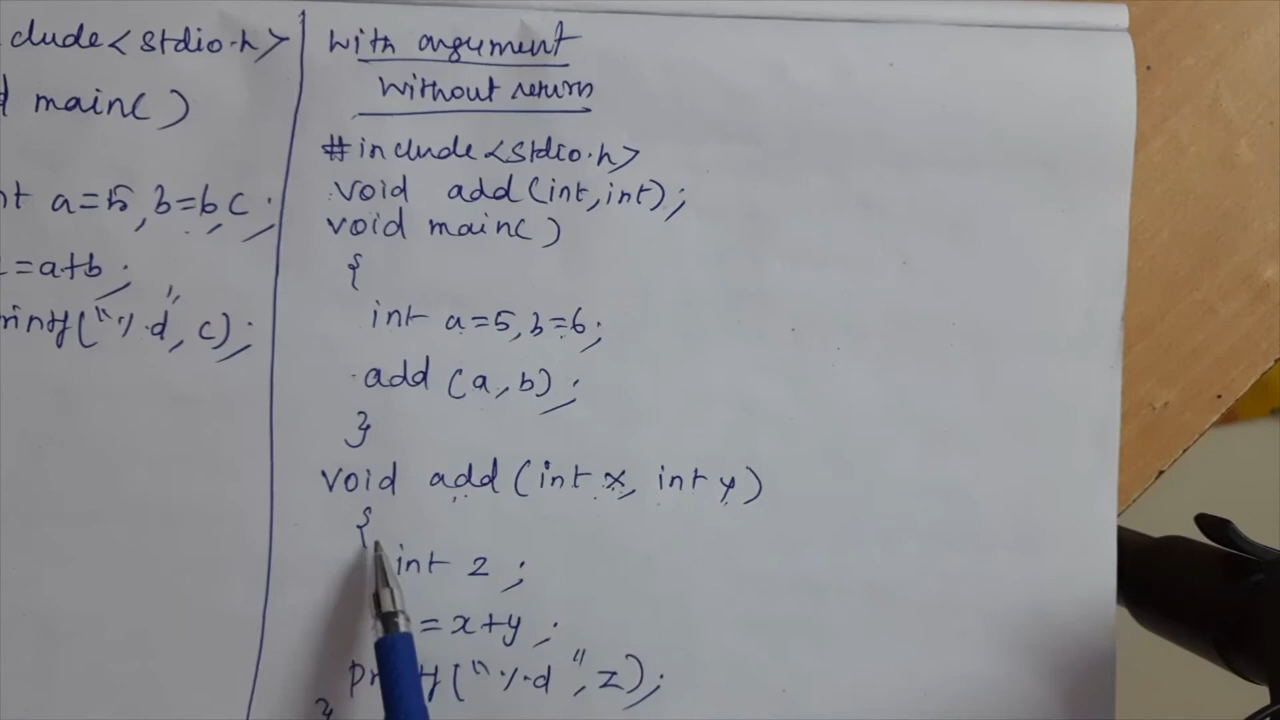 clude<stdio.h>
main()
a=5, b=6, c;
=a+b;
("%d", c);
With argument
Without return
#include<stdio.h>
void add(int,int);
void main()
{
int a=5, b=6;
add (a, b);
}
void add (int x, int y)
{
int z;
= x+y;
printf("%d", z);
}